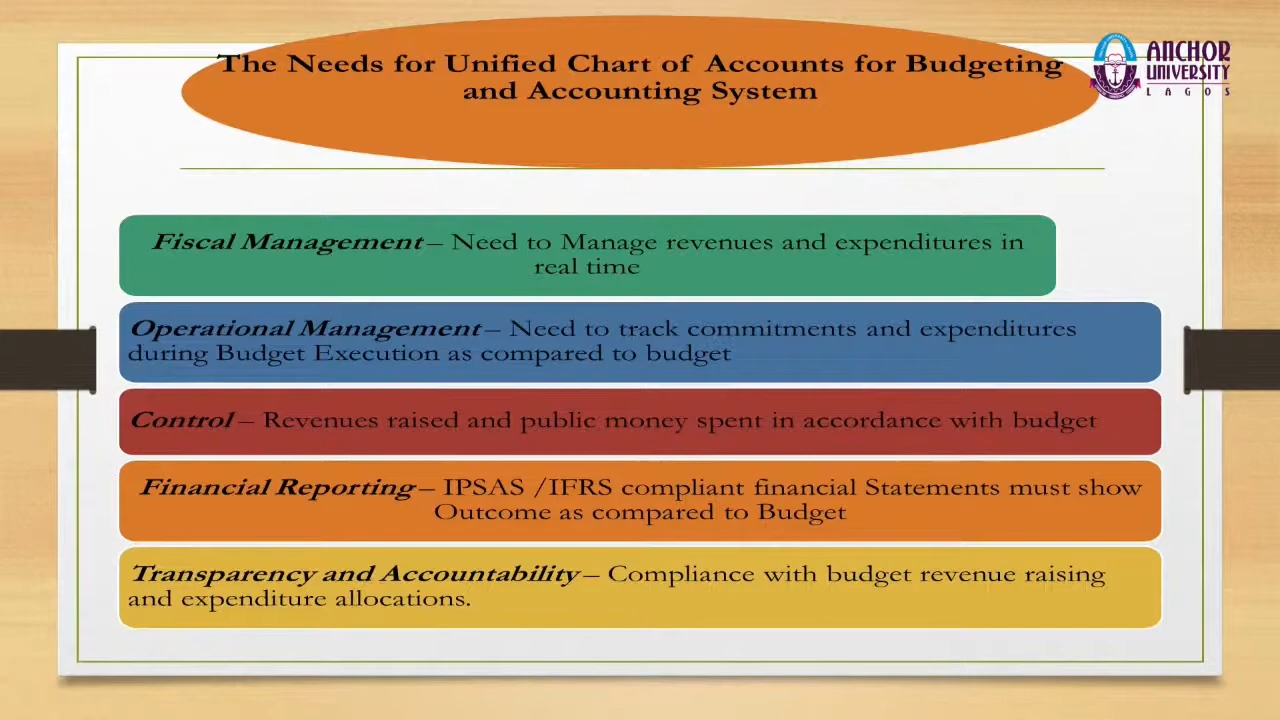 The Needs for Unified Chart of Accounts for Budgeting
and Accounting System
ANCHOR
UNIVERSITY
LAGOS
Fiscal Management – Need to Manage revenues and expenditures in
real time
Operational Management – Need to track commitments and expenditures
during Budget Execution as compared to budget
Control – Revenues raised and public money spent in accordance with budget
Financial Reporting – IPSAS /IFRS compliant financial Statements must show
Outcome as compared to Budget
Transparency and Accountability – Compliance with budget revenue raising
and expenditure allocations.